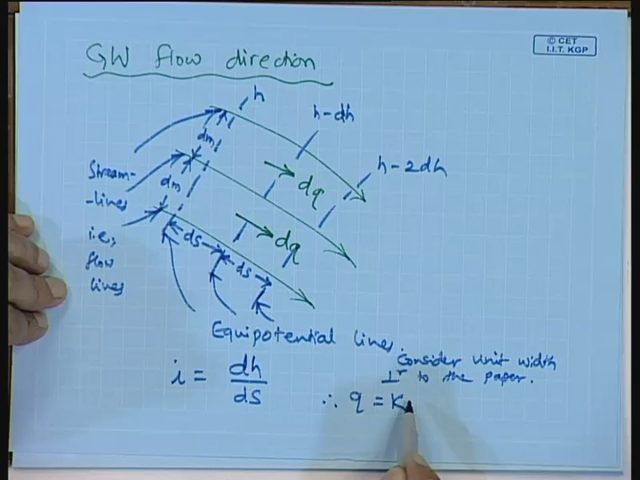 © CET
I.I.T. KGP
GW flow direction
h
h-dh
h-2dh
dm
dm
dq
dq
Stream-
-lines
i.e.,
flow
lines
ds
ds
Equipotential lines.
Consider unit width
⊥r to the paper.
i = dh
ds
∴ q = K